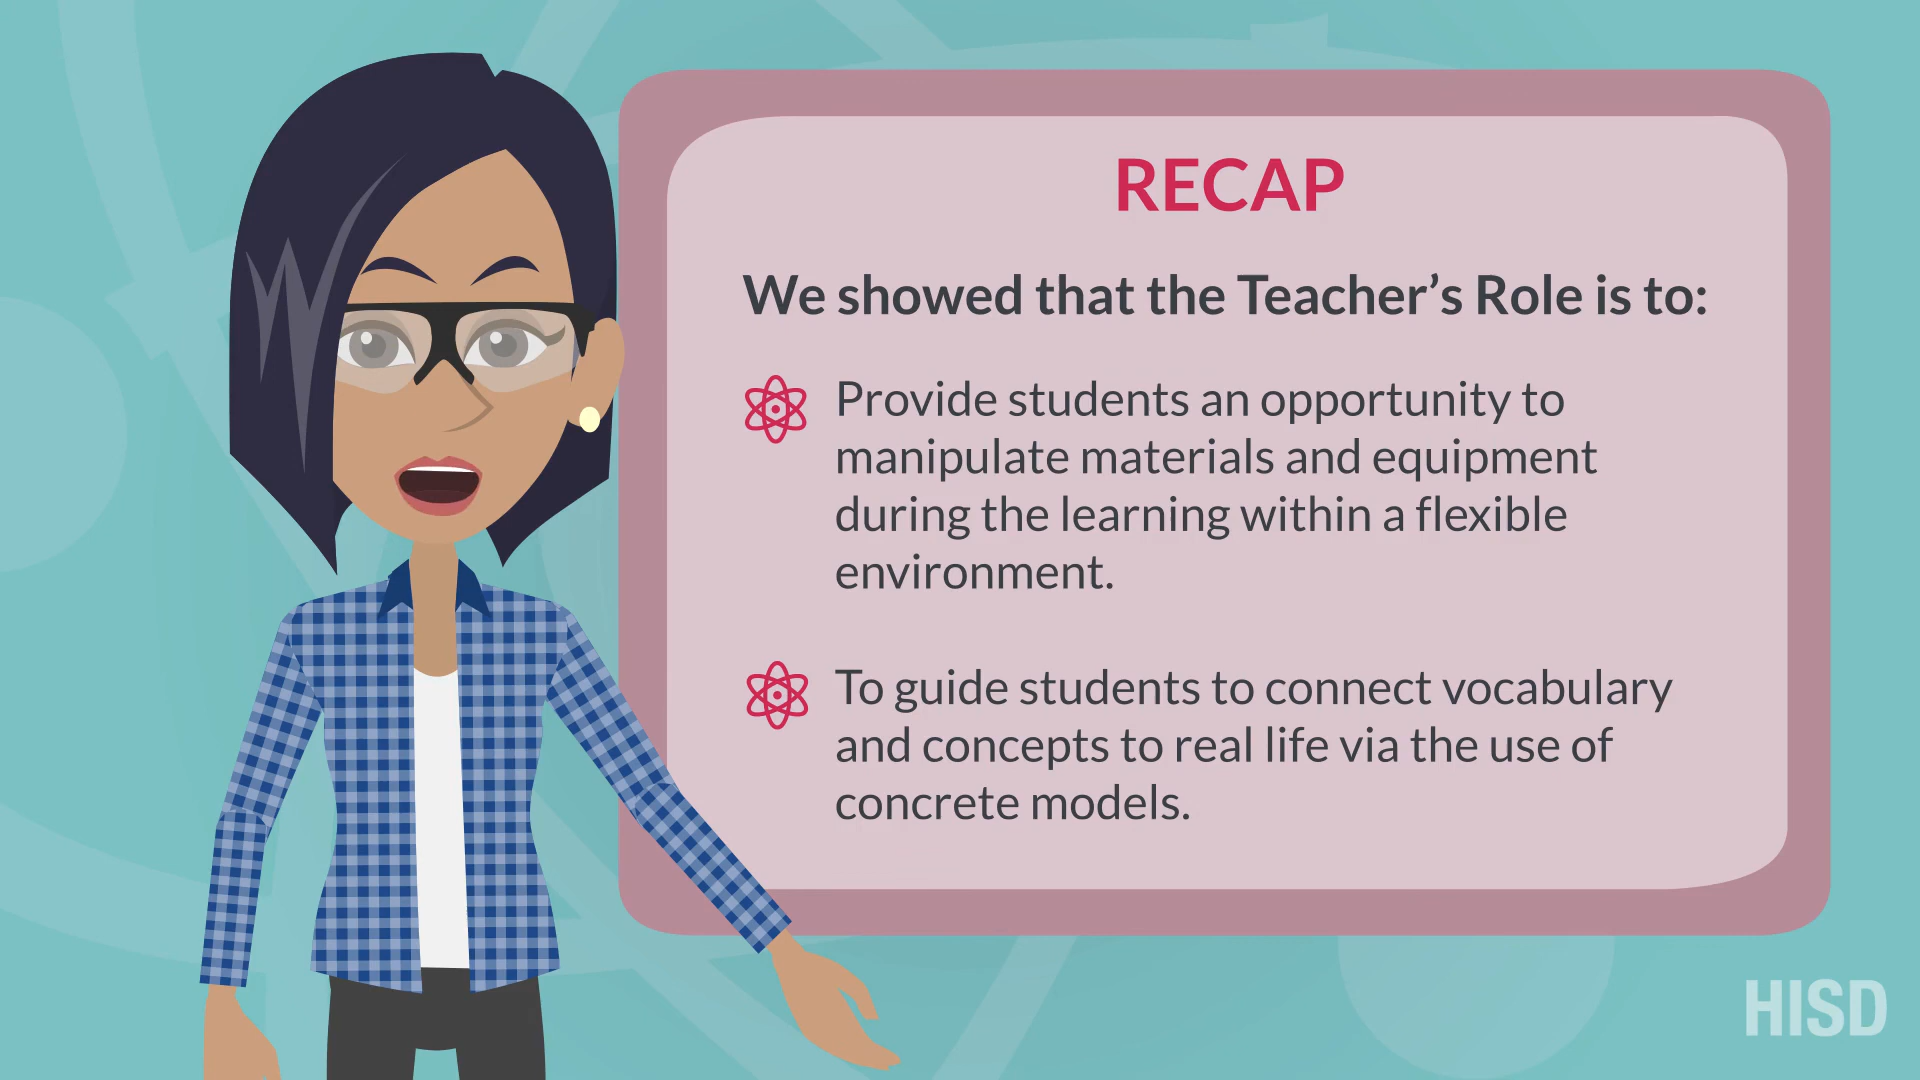 RECAP
We showed that the Teacher’s Role is to:
Provide students an opportunity to
manipulate materials and equipment
during the learning within a flexible
environment.
To guide students to connect vocabulary
and concepts to real life via the use of
concrete models.
HISD